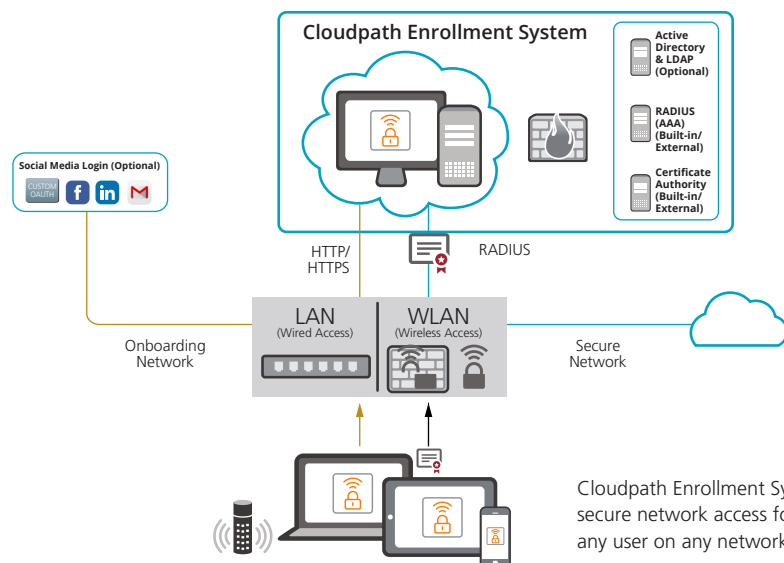 Cloudpath Enrollment System
Active
Directory
& LDAP
(Optional)
RADIUS
(AAA)
(Built-in/
External)
Certificate
Authority
(Built-in/
External)
Social Media Login (Optional)
CUSTOM
OAUTH
f
in
M
HTTP/
HTTPS
RADIUS
LAN
(Wired Access)
WLAN
(Wireless Access)
Onboarding
Network
Secure
Network
Cloudpath Enrollment Sy
secure network access fo
any user on any network